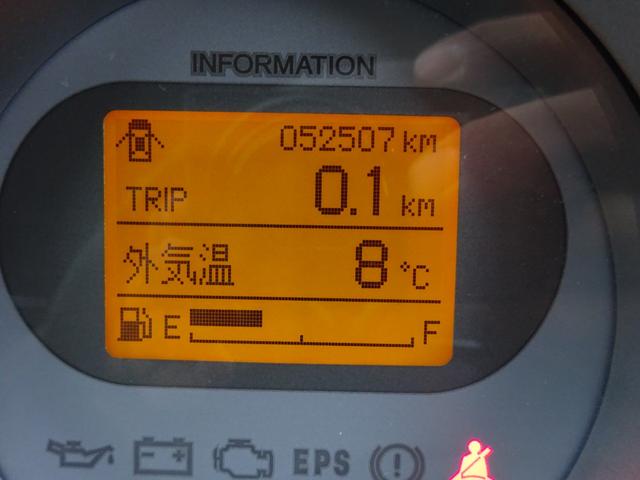 INFORMATION
052507 km
TRIP 0.1 km
外気温 8 °C
E F
EPS